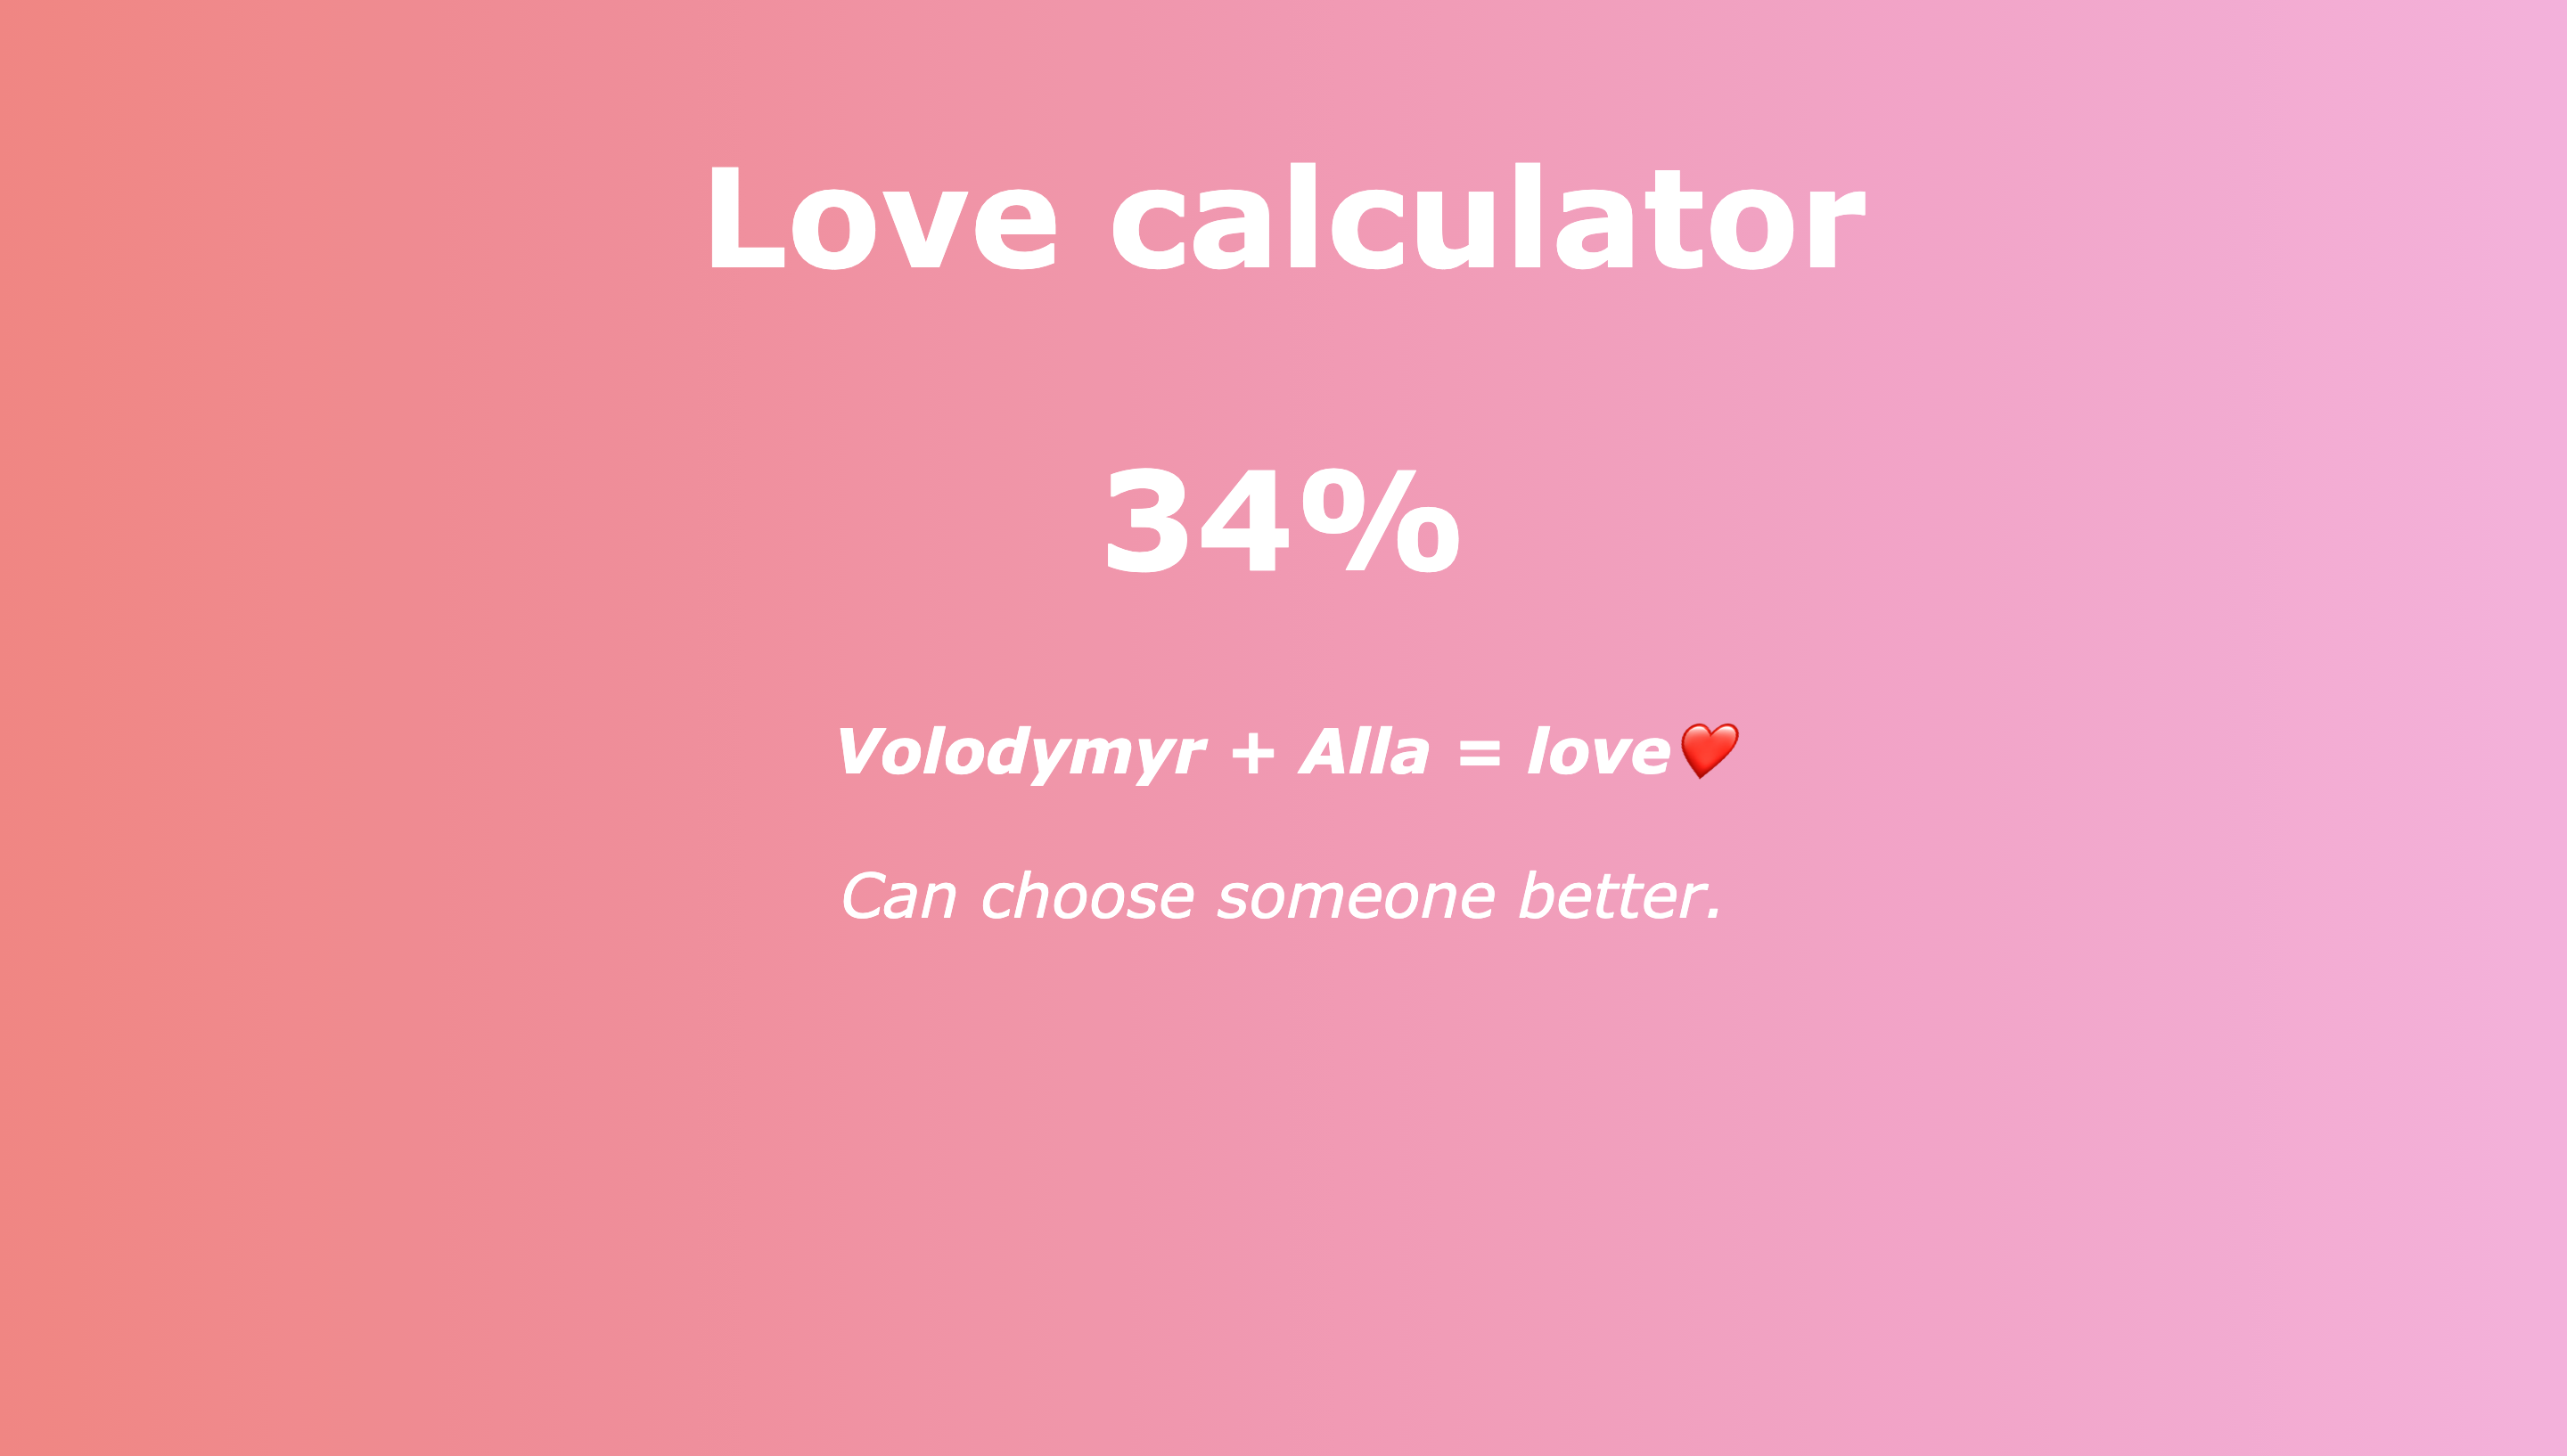 Love calculator
34%
Volodymyr + Alla = love❤️
Can choose someone better.